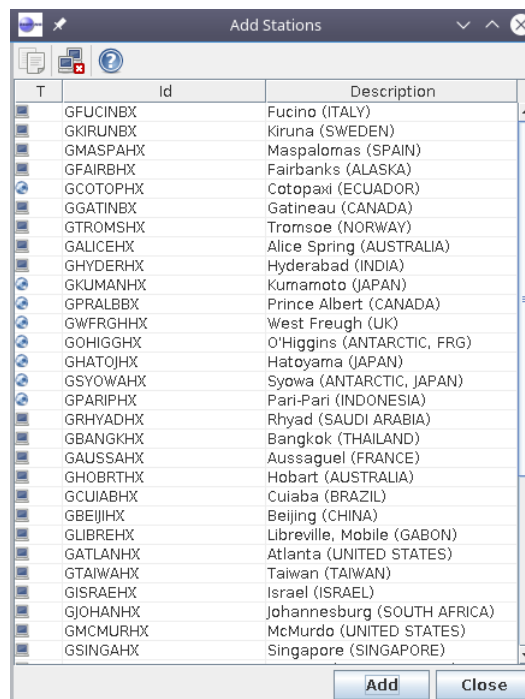 Add Stations
T Id Description
GFUCINBX Fucino (ITALY)
GKIRUNBX Kiruna (SWEDEN)
GMASPAHX Maspalomas (SPAIN)
GFAIRBHX Fairbanks (ALASKA)
GCOTOPHX Cotopaxi (ECUADOR)
GGATINBX Gatineau (CANADA)
GTROMSHX Tromsoe (NORWAY)
GALICEHX Alice Spring (AUSTRALIA)
GHYDERHX Hyderabad (INDIA)
GKUMANHX Kumamoto (JAPAN)
GPRALBBX Prince Albert (CANADA)
GWFRGHHX West Freugh (UK)
GOHIGGHX O'Higgins (ANTARCTIC, FRG)
GHATOJHX Hatoyama (JAPAN)
GSYOWAHX Syowa (ANTARCTIC, JAPAN)
GPARIPHX Pari-Pari (INDONESIA)
GRHYADHX Rhyad (SAUDI ARABIA)
GBANGKHX Bangkok (THAILAND)
GAUSSAHX Aussaguel (FRANCE)
GHOBRTHX Hobart (AUSTRALIA)
GCUIABHX Cuiaba (BRAZIL)
GBEIJIHX Beijing (CHINA)
GLIBREHX Libreville, Mobile (GABON)
GATLANHX Atlanta (UNITED STATES)
GTAIWAHX Taiwan (TAIWAN)
GISRAEHX Israel (ISRAEL)
GJOHANHX Johannesburg (SOUTH AFRICA)
GMCMURHX McMurdo (UNITED STATES)
GSINGAHX Singapore (SINGAPORE)
Add Close